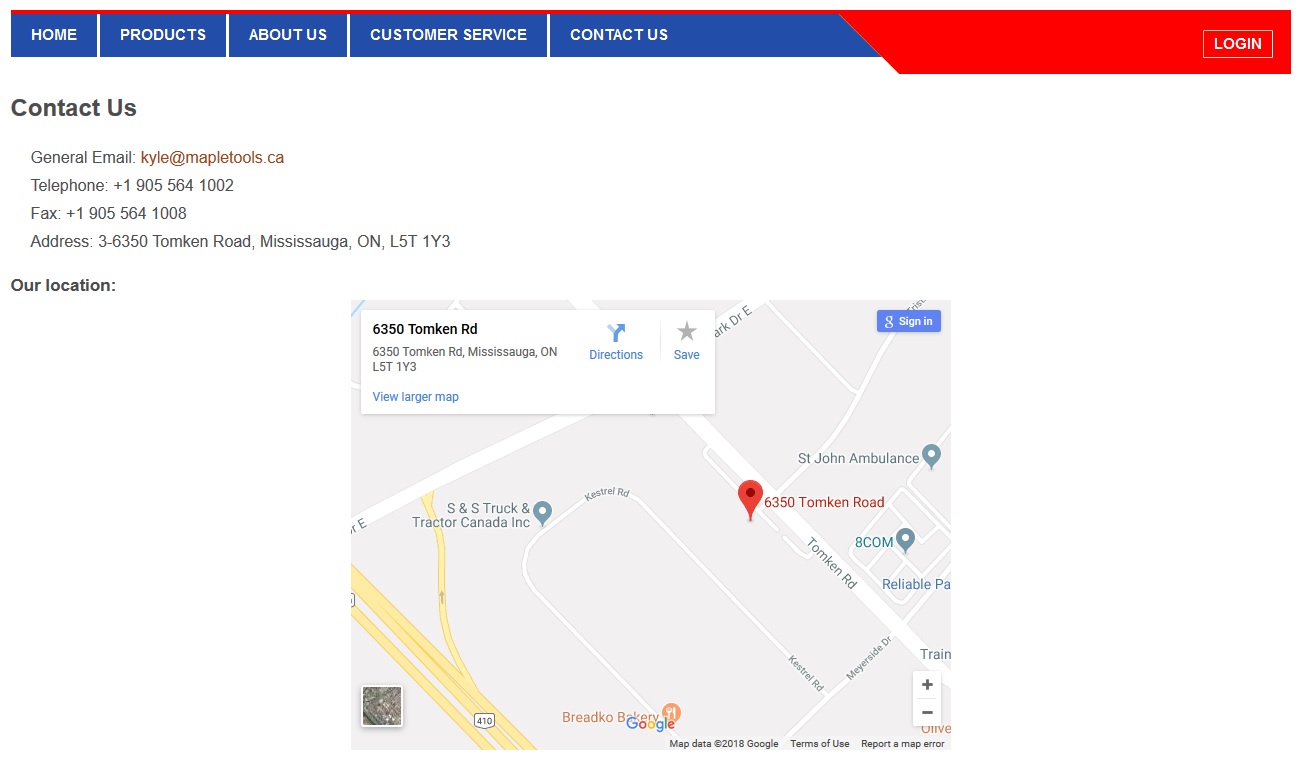 HOME PRODUCTS ABOUT US CUSTOMER SERVICE CONTACT US
LOGIN
Contact Us
General Email: kyle@mapletools.ca
Telephone: +1 905 564 1002
Fax: +1 905 564 1008
Address: 3-6350 Tomken Road, Mississauga, ON, L5T 1Y3
Our location:
6350 Tomken Rd
6350 Tomken Rd, Mississauga, ON
L5T 1Y3
Directions
Save
View larger map
Sign in
ark Dr E
St John Ambulance
Kestrel Rd
6350 Tomken Road
S & S Truck &
Tractor Canada Inc
r E
8COM
Tomken Rd
Reliable Pa
Meyerside Dr
Train
Kestrel Rd
410
Breadko Bakery
Google
Olive
Map data ©2018 Google Terms of Use Report a map error